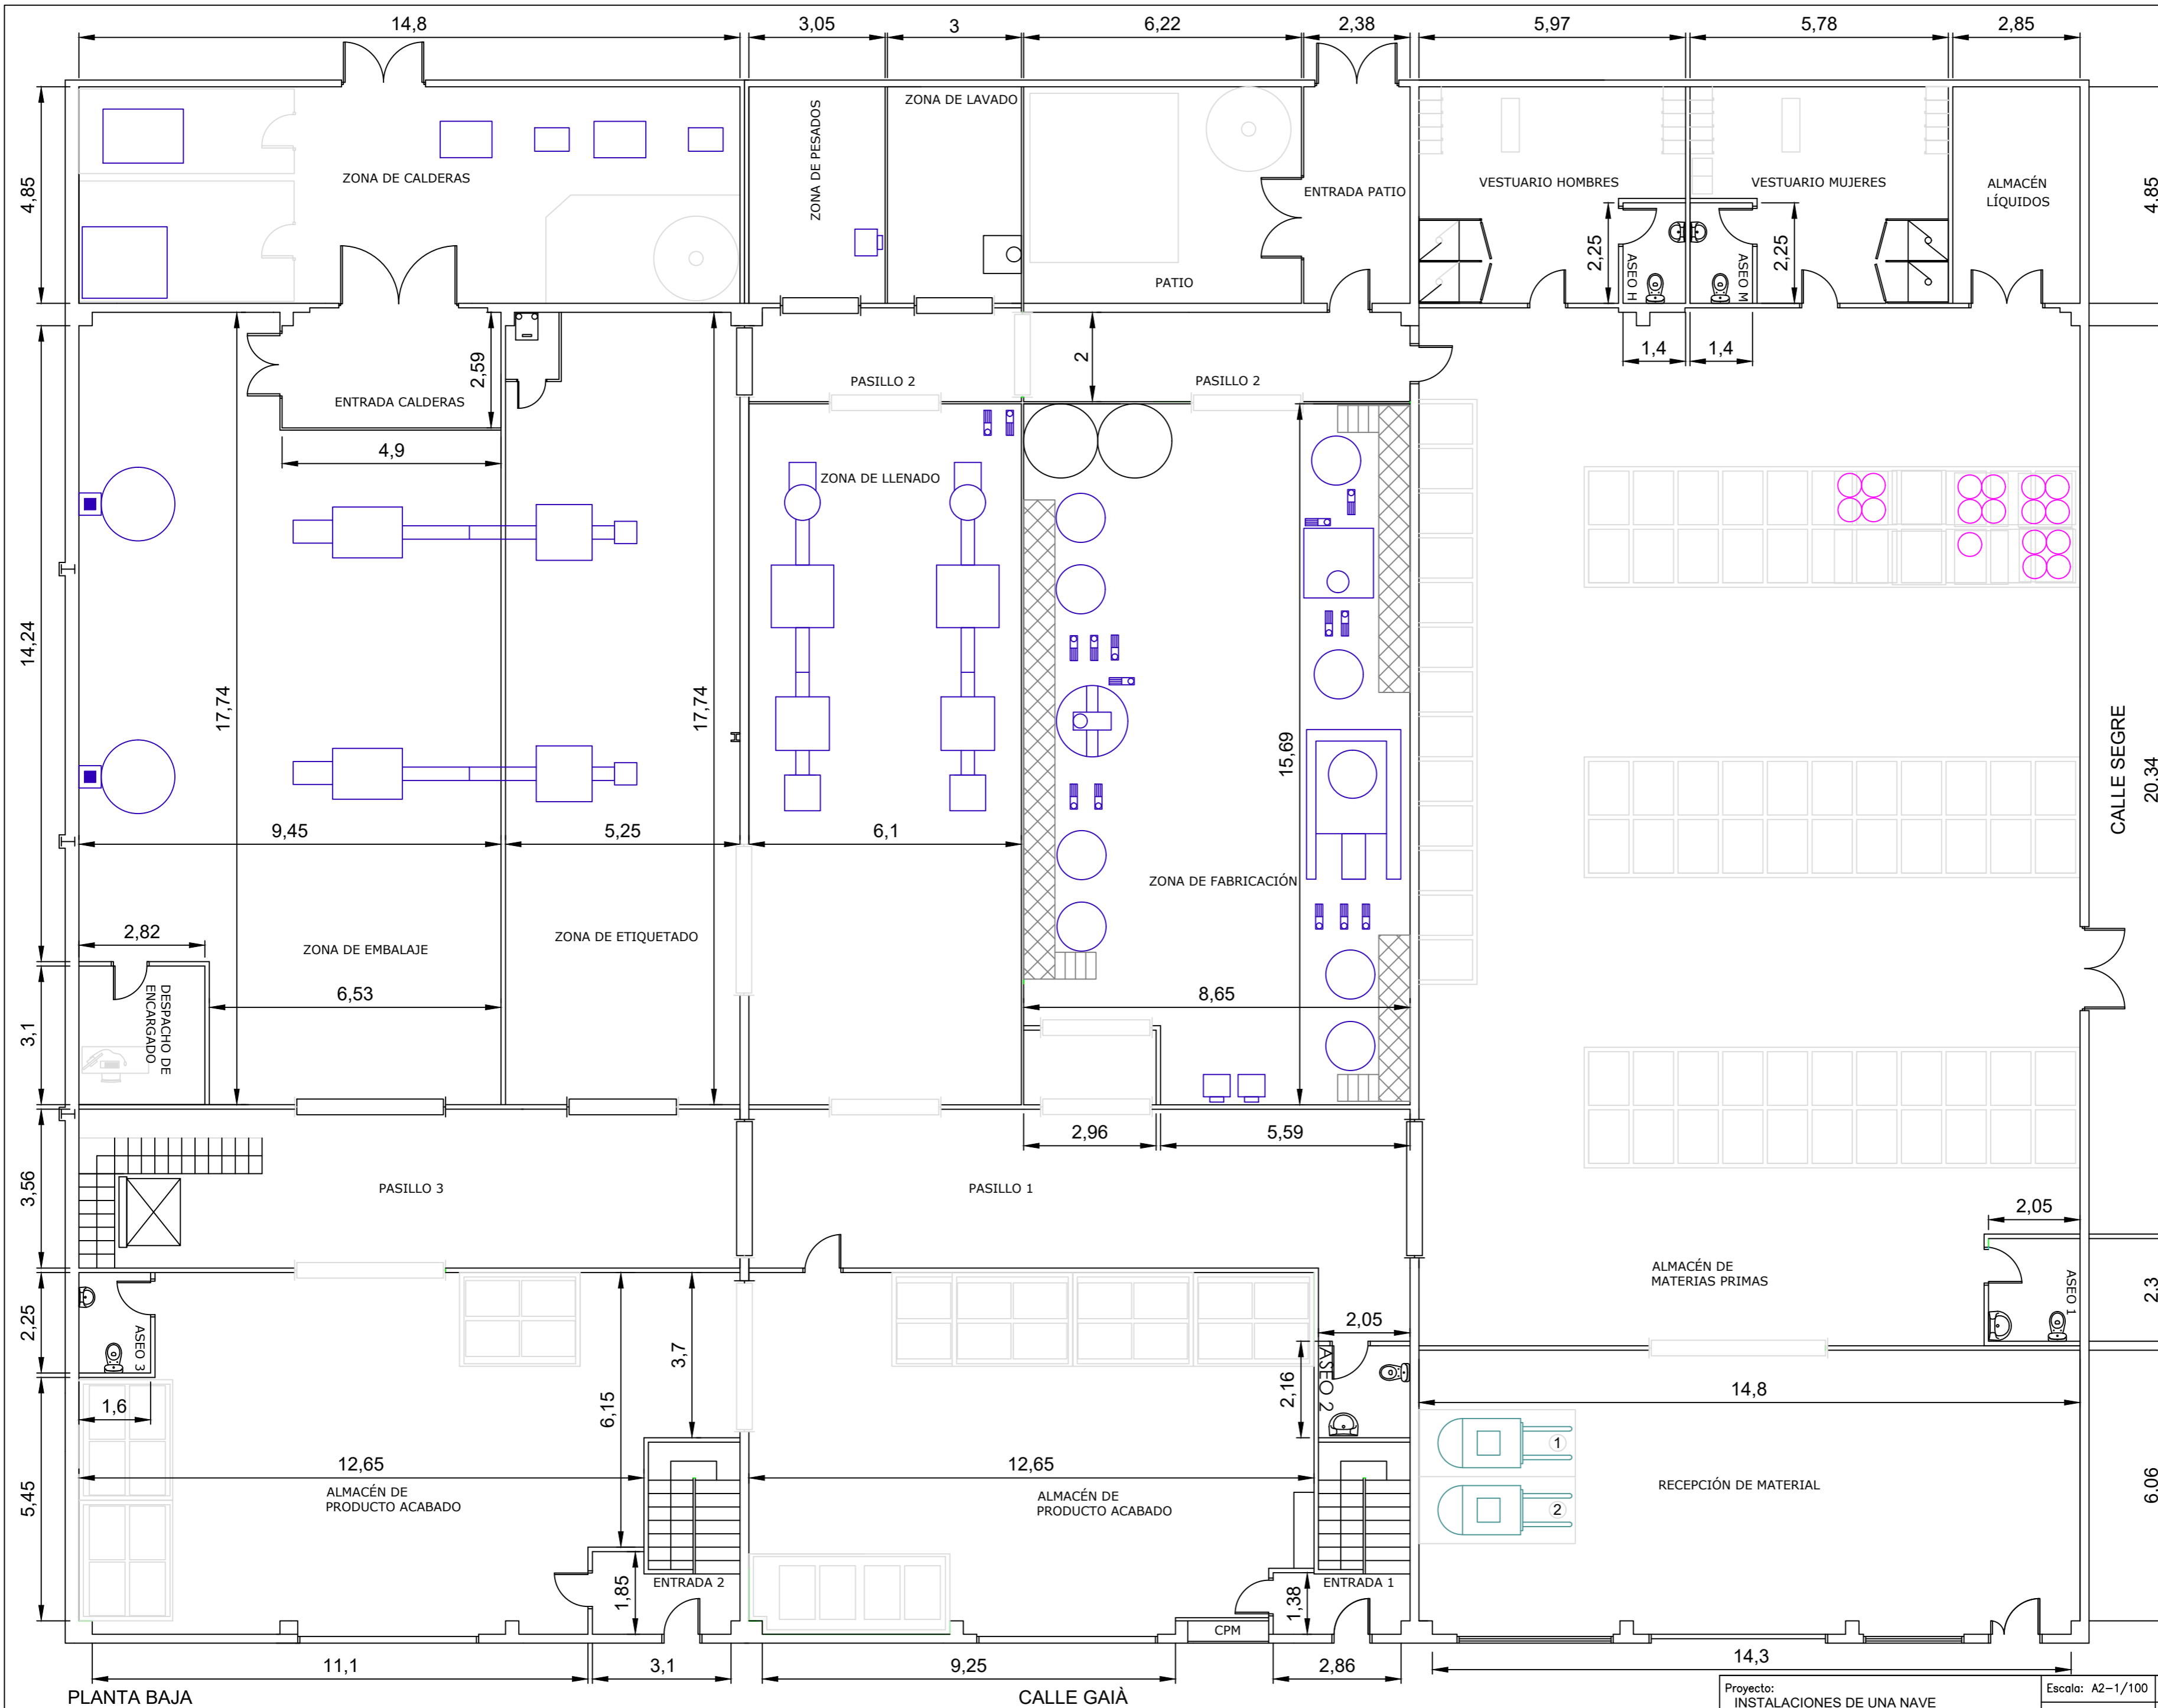 14,8
3,05
3
6,22
2,38
5,97
5,78
2,85
ZONA DE PESADOS
ZONA DE LAVADO
4,85
ZONA DE CALDERAS
ENTRADA PATIO
VESTUARIO HOMBRES
VESTUARIO MUJERES
ALMACÉN
LÍQUIDOS
4,85
2,25
ASEO H
ASEO M
2,25
PATIO
1,4
1,4
2,59
2
PASILLO 2
PASILLO 2
ENTRADA CALDERAS
4,9
ZONA DE LLENADO
14,24
17,74
17,74
15,69
CALLE SEGRE
20,34
9,45
5,25
6,1
ZONA DE FABRICACIÓN
2,82
ZONA DE EMBALAJE
ZONA DE ETIQUETADO
6,53
8,65
DESPACHO DE
ENCARGADO
3,1
2,96
5,59
3,56
PASILLO 3
PASILLO 1
2,05
ALMACÉN DE
MATERIAS PRIMAS
ASEO 1
2,3
2,25
ASEO 3
3,7
2,05
ASEO 2
2,16
1,6
6,15
14,8
12,65
12,65
1
ALMACÉN DE
PRODUCTO ACABADO
ALMACÉN DE
PRODUCTO ACABADO
RECEPCIÓN DE MATERIAL
2
5,45
6,06
1,85
ENTRADA 2
1,38
ENTRADA 1
CPM
11,1
3,1
9,25
2,86
14,3
PLANTA BAJA
CALLE GAIÀ
Proyecto:
INSTALACIONES DE UNA NAVE
Escala: A2-1/100